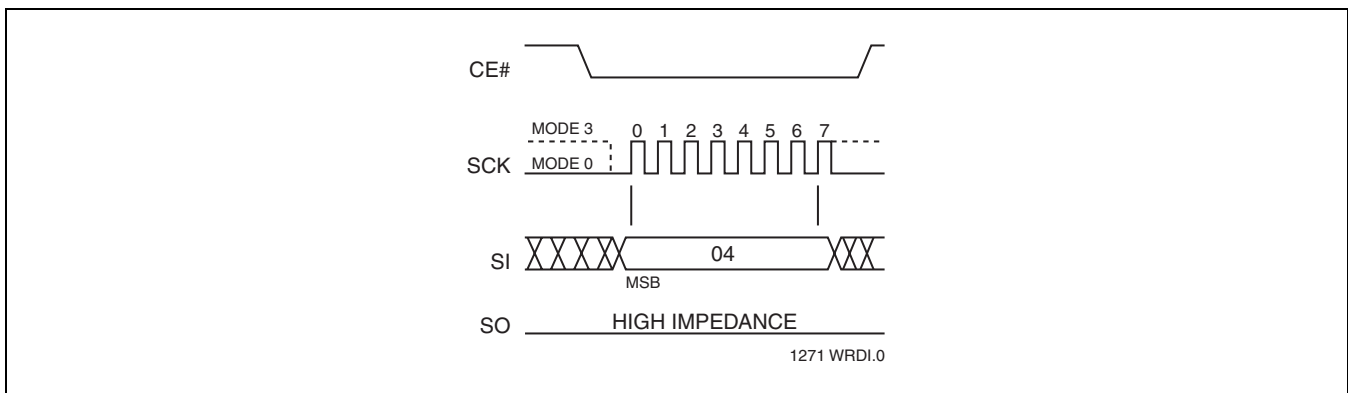 CE#
MODE 3
0 1 2 3 4 5 6 7
SCK
MODE 0
SI
04
MSB
SO
HIGH IMPEDANCE
1271 WRDI.0